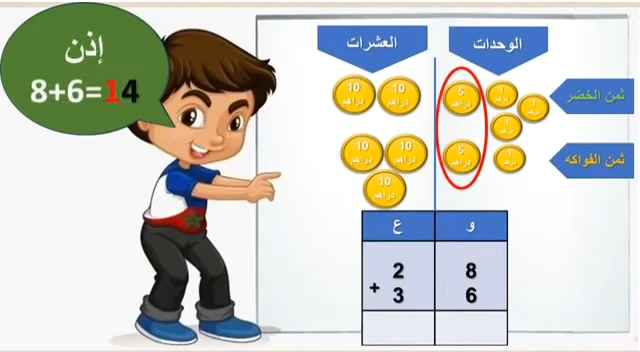 إذن
8+6=14
العشرات
الوحدات
10
دراهم
10
دراهم
5
دراهم
1
درهم
1
درهم
1
درهم
ثمن الخضر
10
دراهم
10
دراهم
10
دراهم
5
دراهم
1
درهم
ثمن الفواكه
ع و
2 8
+ 3 6